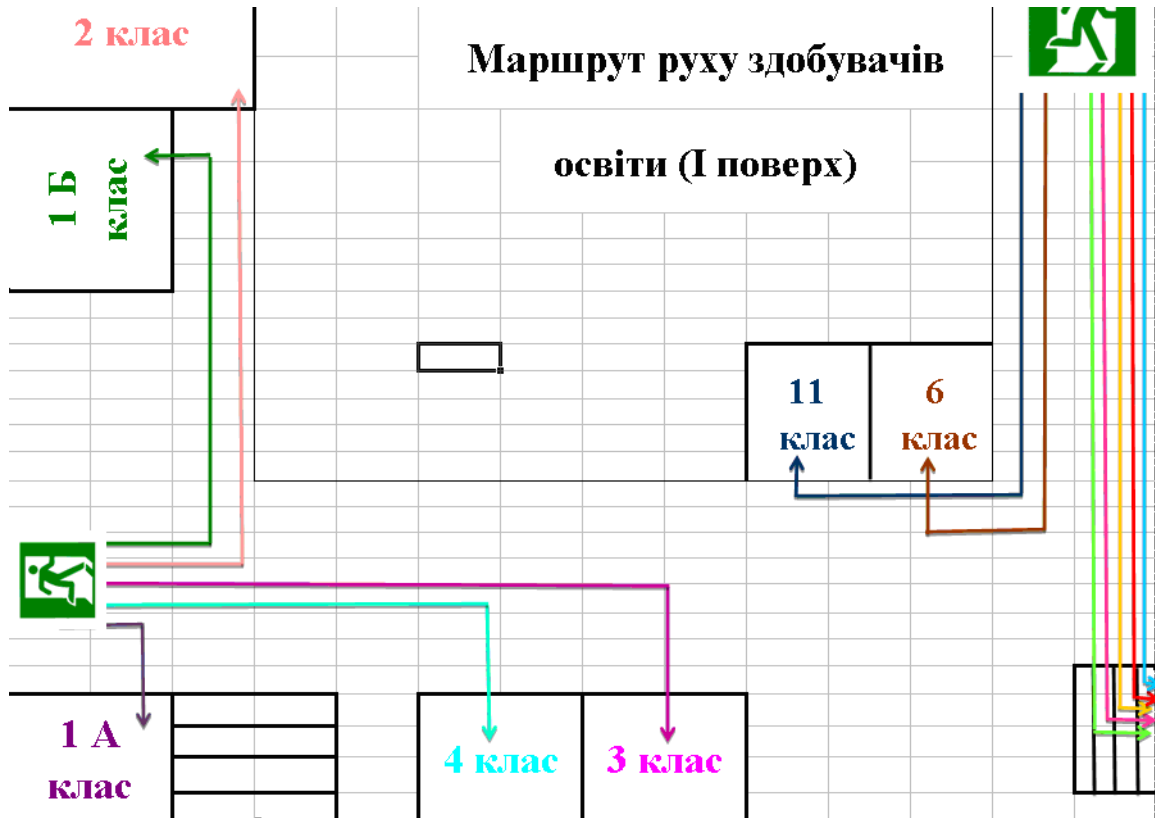 2 клас
Маршрут руху здобувачів
освіти (І поверх)
1 Б
клас
11
клас
6
клас
1 А
клас
4 клас
3 клас